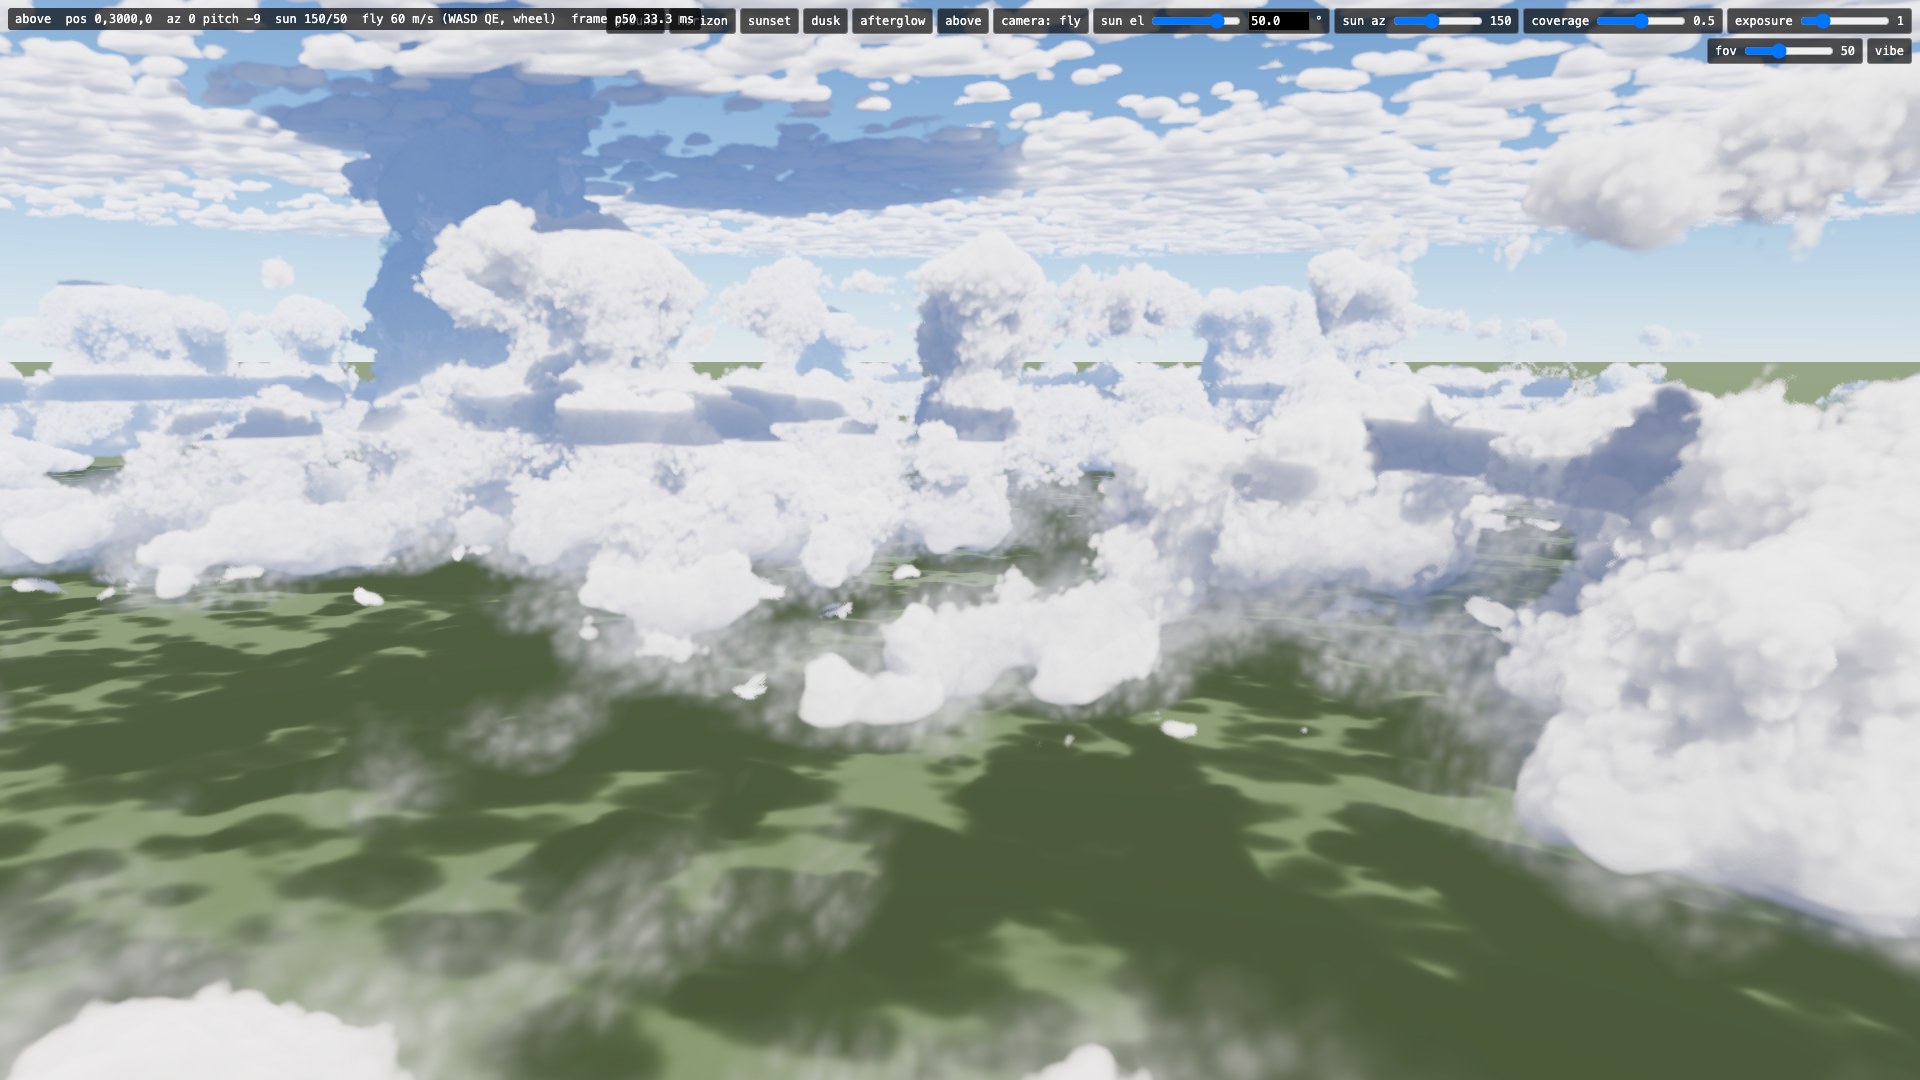 above pos 0,3000,0 az 0 pitch −9 sun 150/50 fly 60 m/s (WASD QE, wheel) frame p50 33.3 ms
sunset dusk afterglow above camera: fly sun el 50.0 ° sun az 150 coverage 0.5 exposure 1
fov 50 vibe